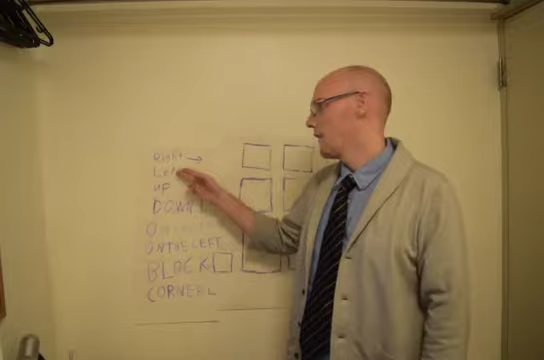 Right →
UP
DOWN
ON THE LEFT
BLOCK
CORNER L